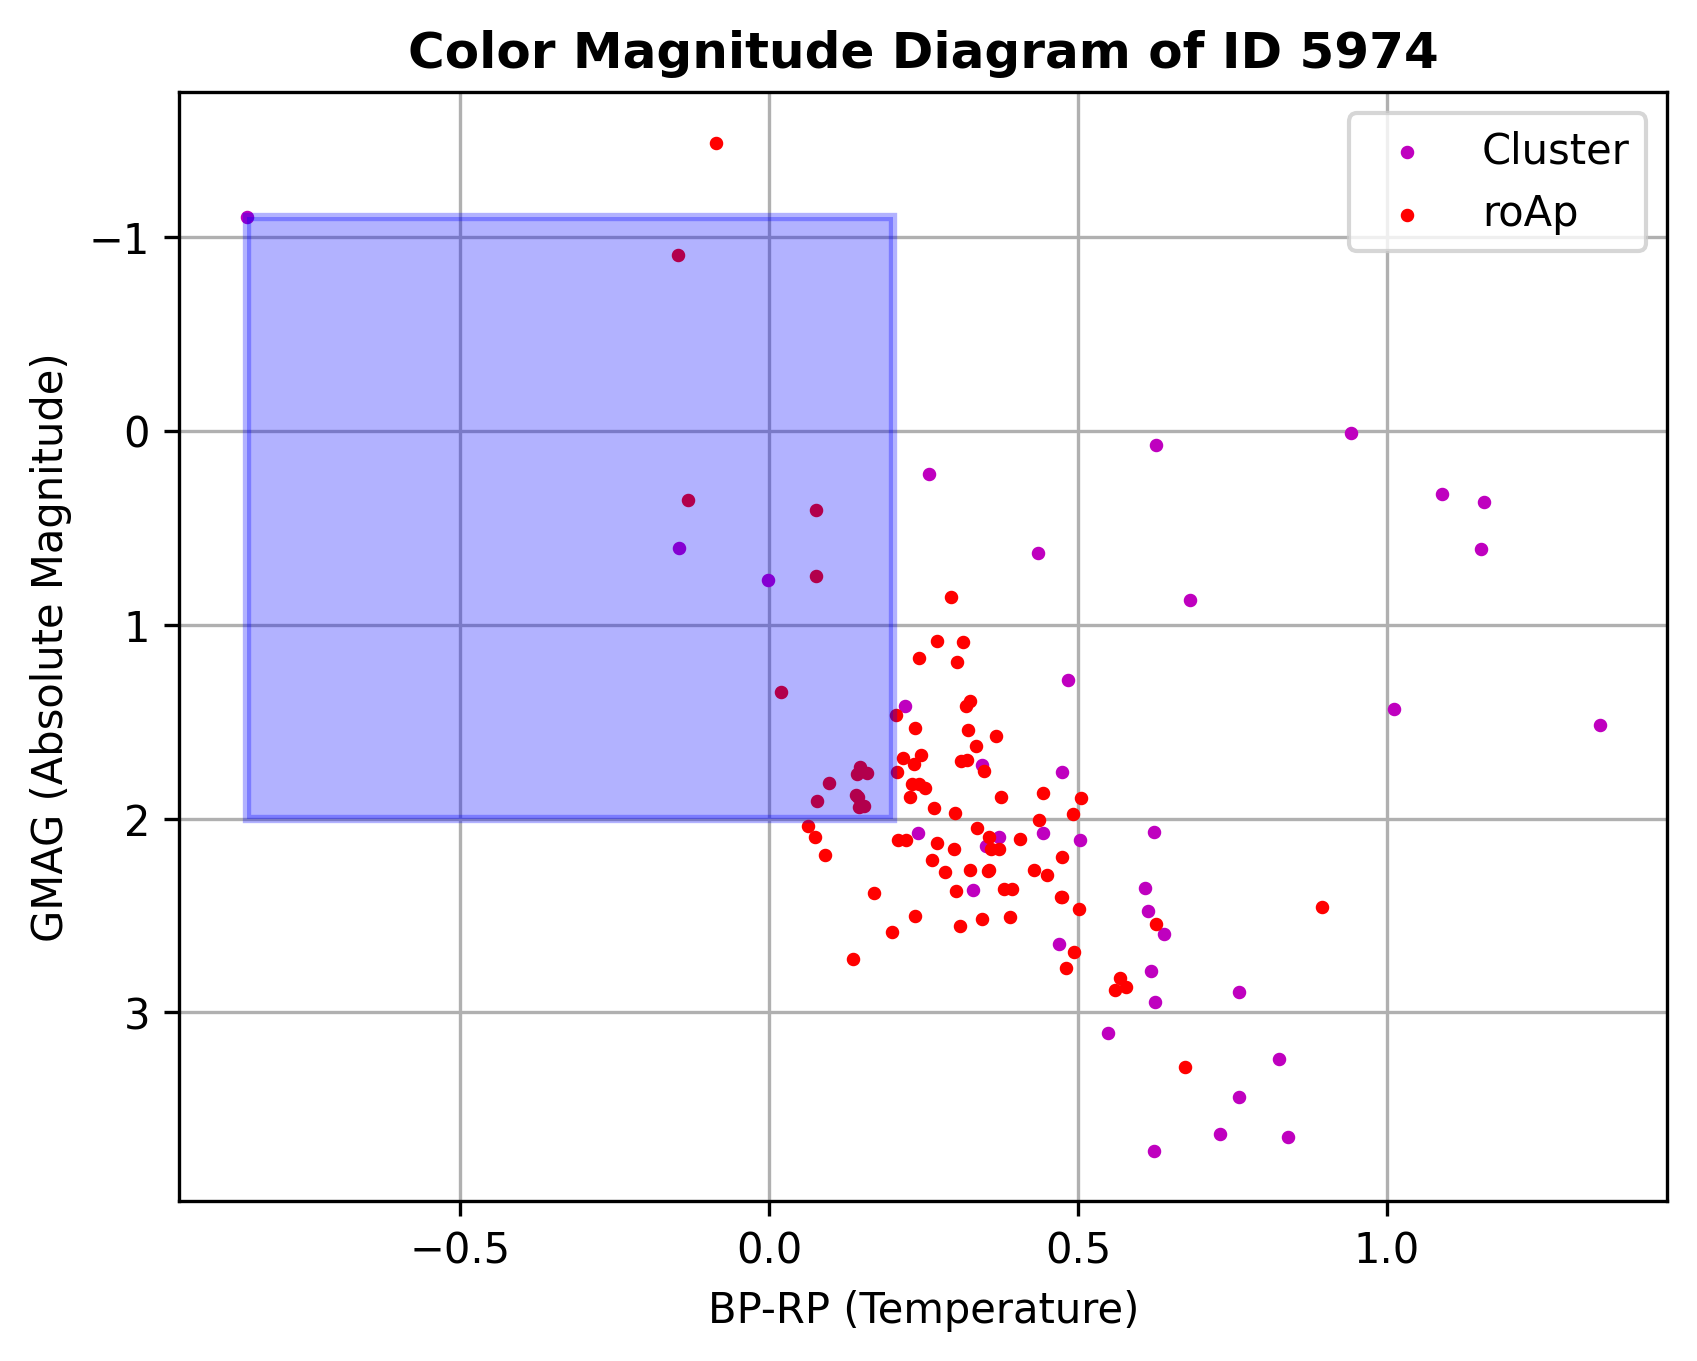 Color Magnitude Diagram of ID 5974
Cluster
roAp
−1
0
1
2
3
GMAG (Absolute Magnitude)
−0.5
0.0
0.5
1.0
BP-RP (Temperature)